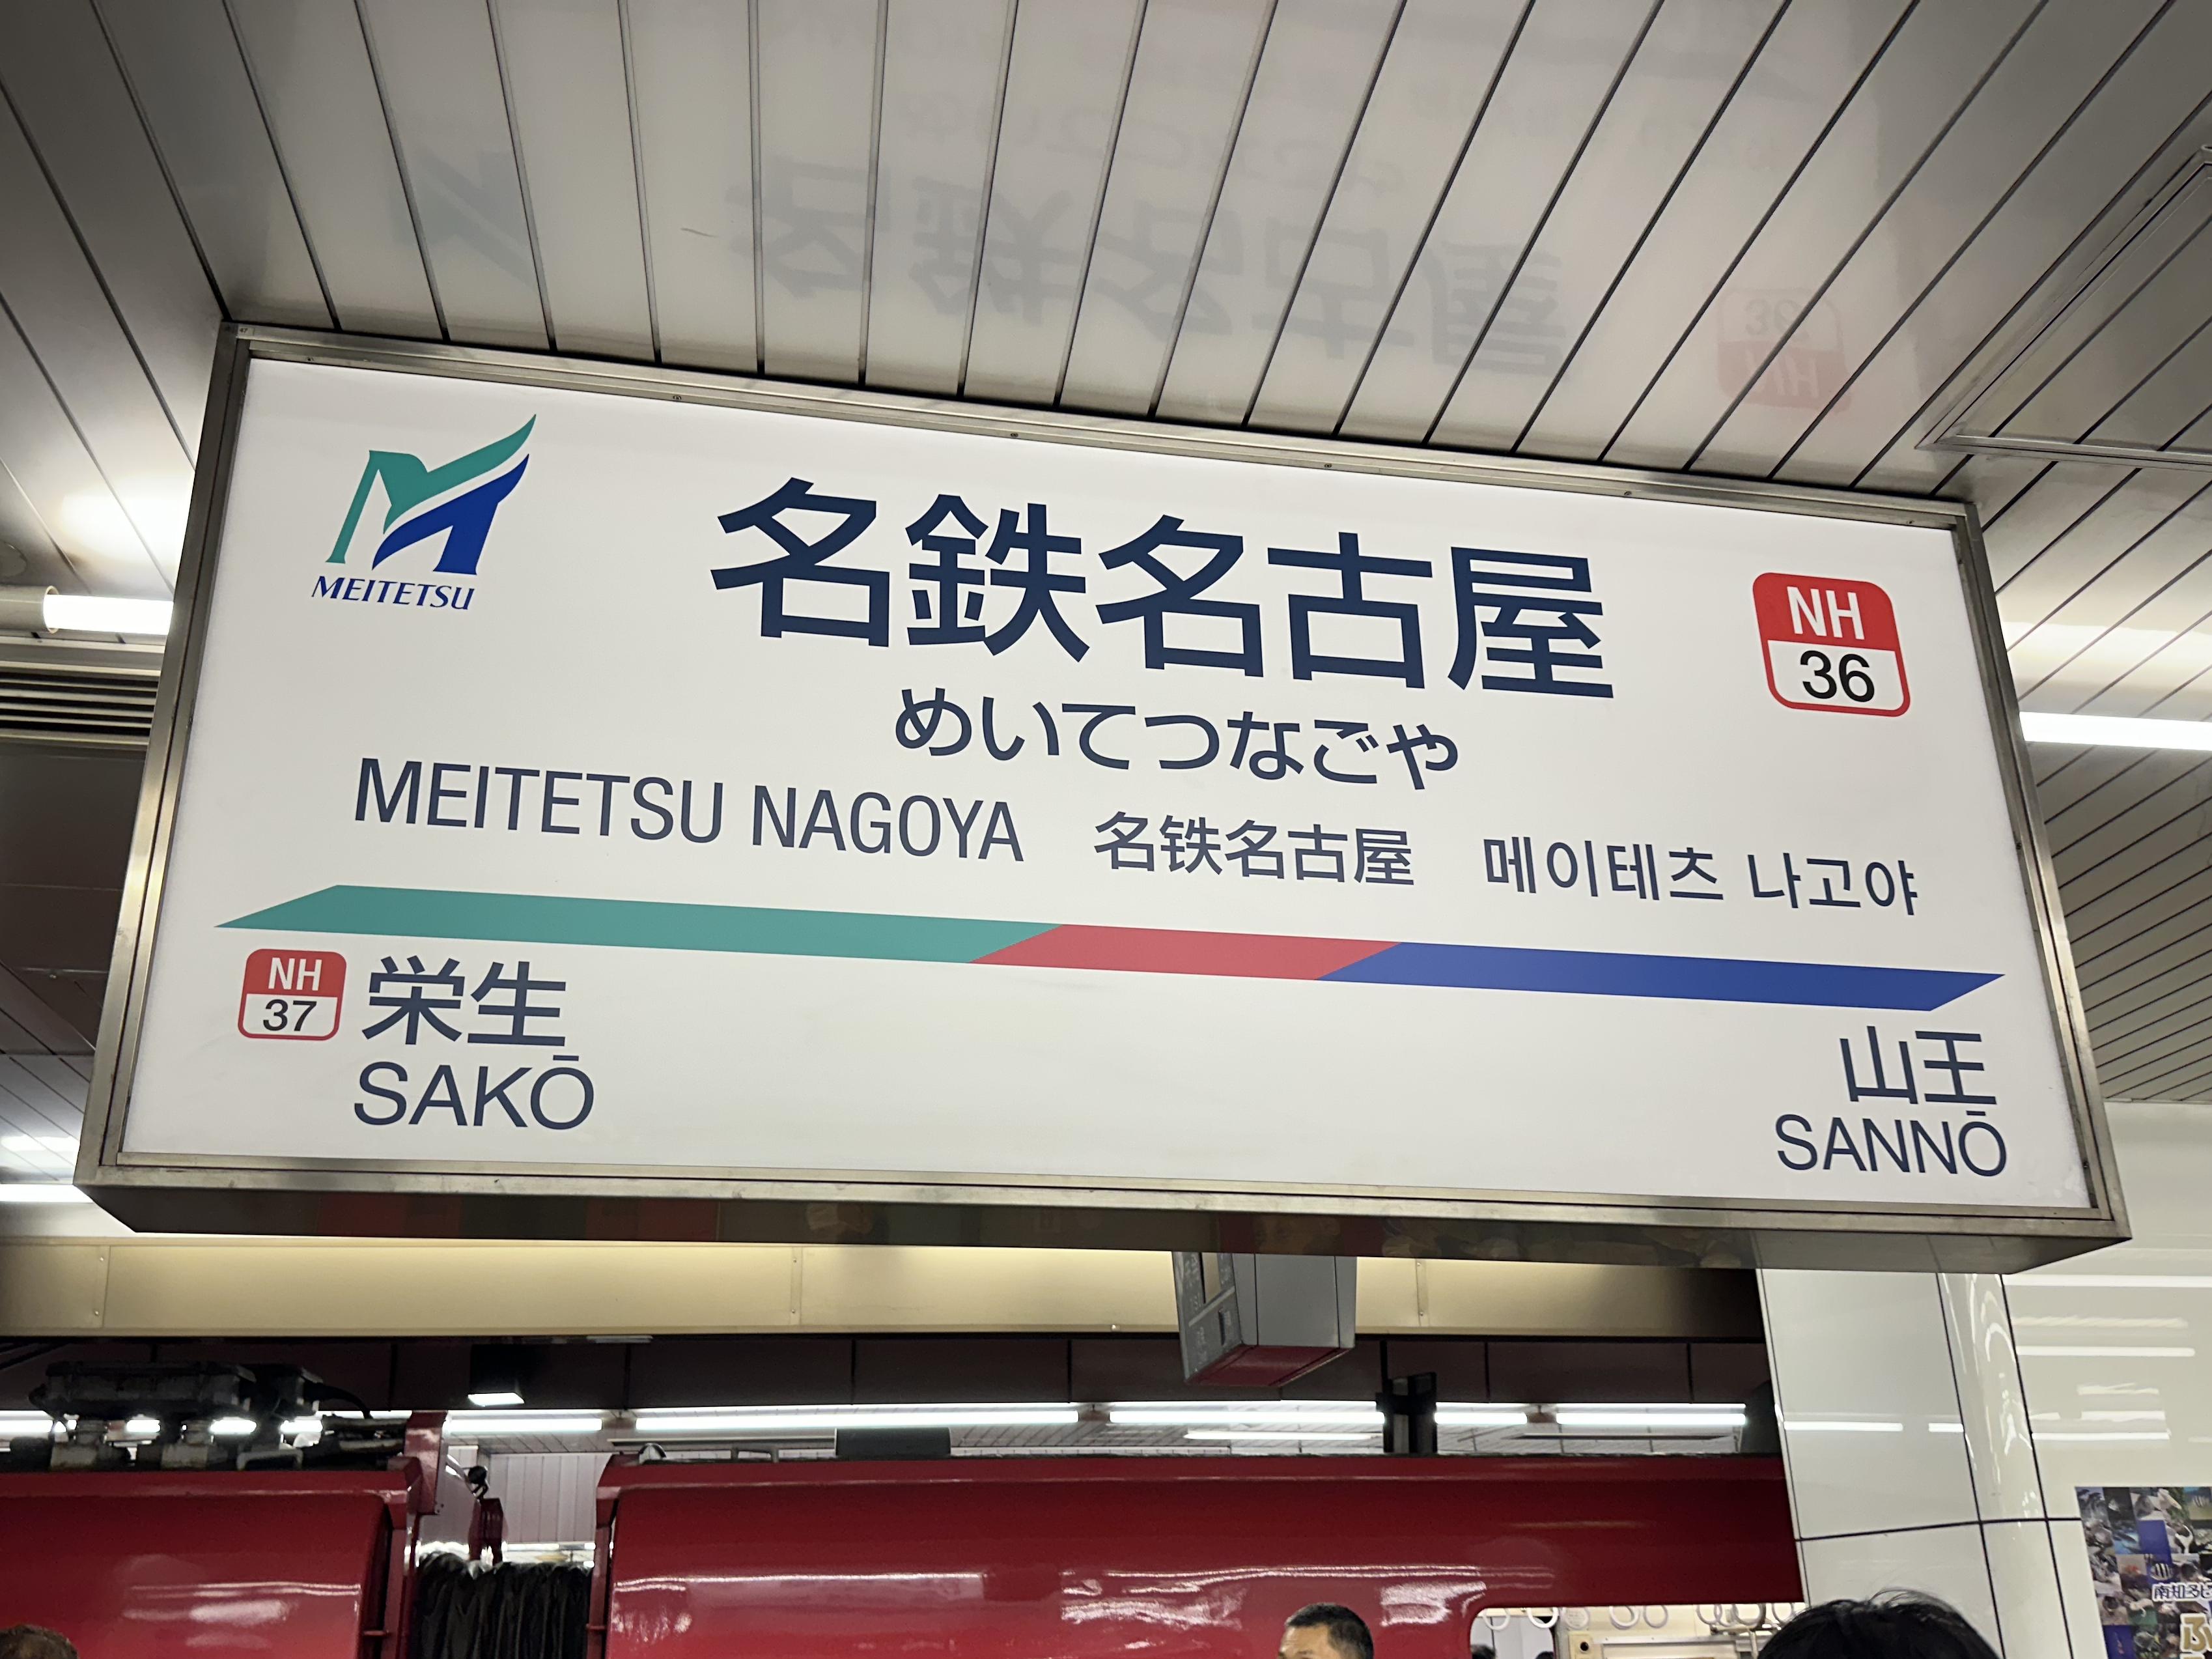 MEITETSU
名鉄名古屋
NH
36
めいてつなごや
MEITETSU NAGOYA 名铁名古屋 메이테츠 나고야
NH
37
栄生
SAKŌ
山王
SANNŌ